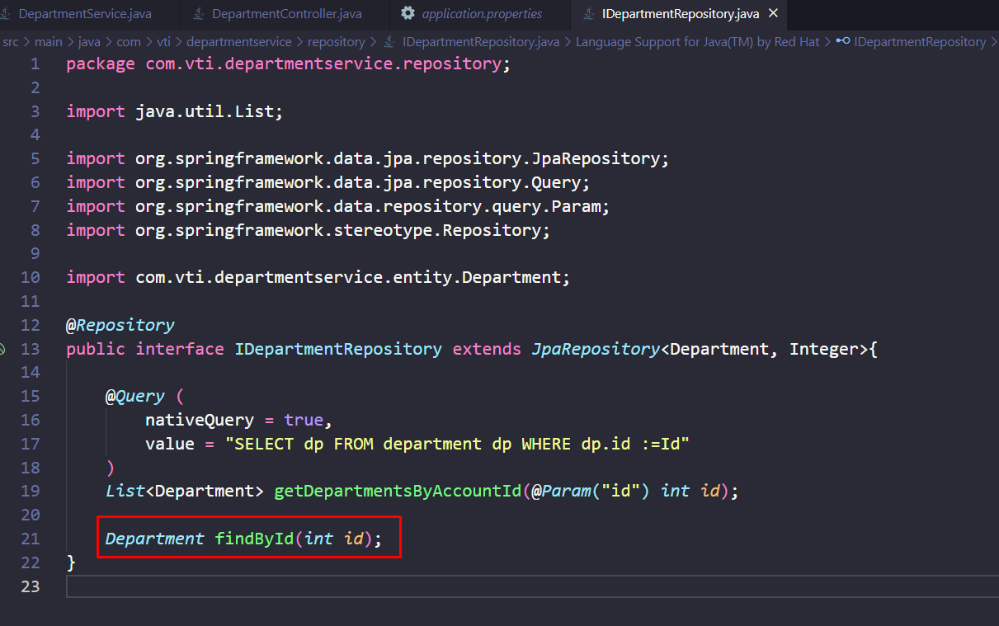 DepartmentService.java DepartmentController.java application.properties IDepartmentRepository.java ×
src > main > java > com > vti > departmentservice > repository > IDepartmentRepository.java > Language Support for Java(TM) by Red Hat > IDepartmentRepository >
1 package com.vti.departmentservice.repository;
2
3 import java.util.List;
4
5 import org.springframework.data.jpa.repository.JpaRepository;
6 import org.springframework.data.jpa.repository.Query;
7 import org.springframework.data.repository.query.Param;
8 import org.springframework.stereotype.Repository;
9
10 import com.vti.departmentservice.entity.Department;
11
12 @Repository
13 public interface IDepartmentRepository extends JpaRepository<Department, Integer>{
14
15 @Query (
16 nativeQuery = true,
17 value = "SELECT dp FROM department dp WHERE dp.id :=Id"
18 )
19 List<Department> getDepartmentsByAccountId(@Param("id") int id);
20
21 Department findById(int id);
22 }
23